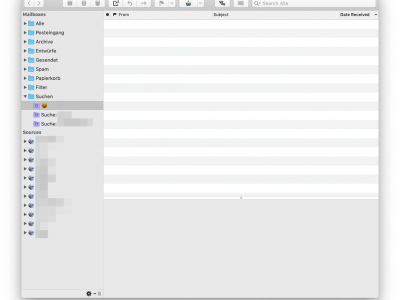 Search Alle
Mailboxes
From Subject Date Received
Alle
Posteingang
Archive
Entwürfe
Gesendet
Spam
Papierkorb
Filter
Suchen
Suche:
Suche:
Sources